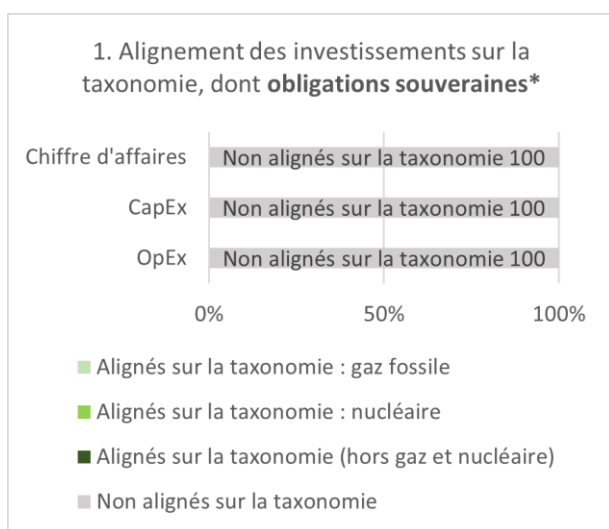 1. Alignement des investissements sur la
taxonomie, dont obligations souveraines*
Chiffre d'affaires
Non alignés sur la taxonomie 100
CapEx
Non alignés sur la taxonomie 100
OpEx
Non alignés sur la taxonomie 100
0%
50%
100%
Alignés sur la taxonomie : gaz fossile
Alignés sur la taxonomie : nucléaire
Alignés sur la taxonomie (hors gaz et nucléaire)
Non alignés sur la taxonomie